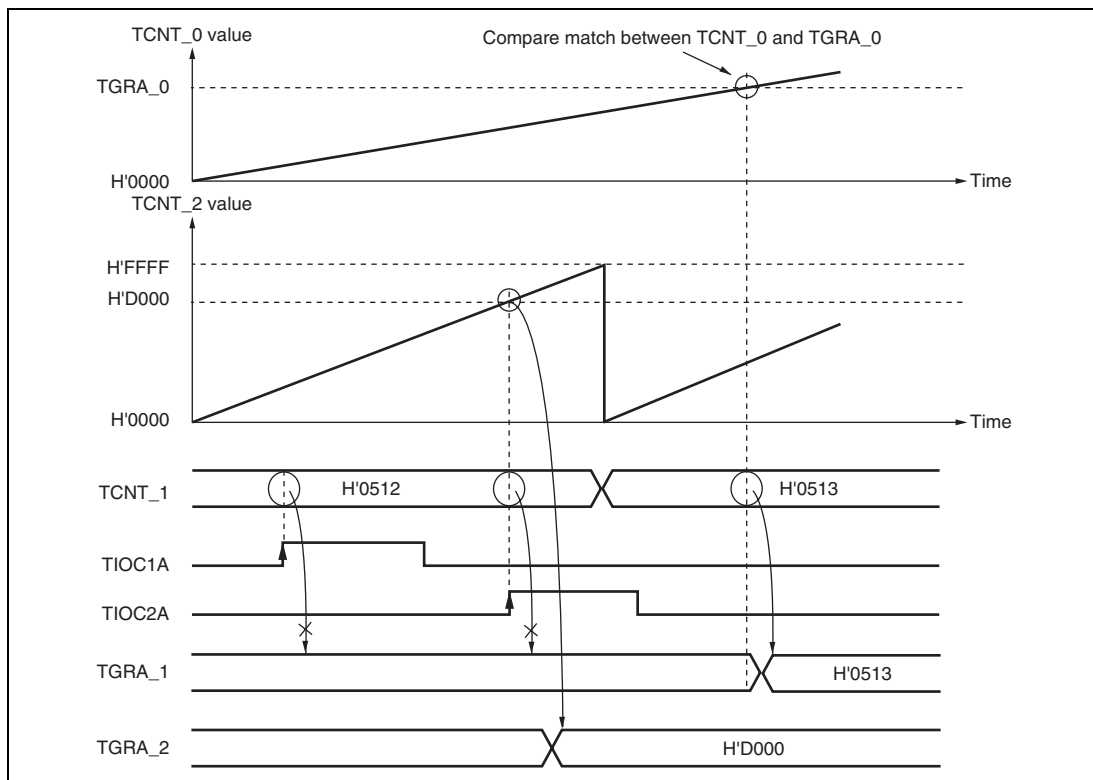 TCNT_0 value
Compare match between TCNT_0 and TGRA_0
TGRA_0
H'0000
Time
TCNT_2 value
H'FFFF
H'D000
H'0000
Time
TCNT_1
H'0512
H'0513
TIOC1A
TIOC2A
TGRA_1
H'0513
TGRA_2
H'D000